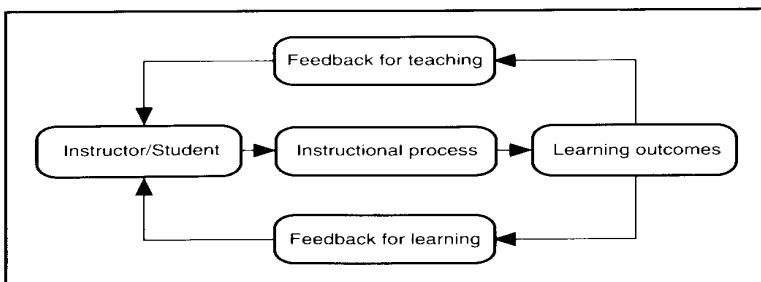 Feedback for teaching
Instructor/Student
Instructional process
Learning outcomes
Feedback for learning